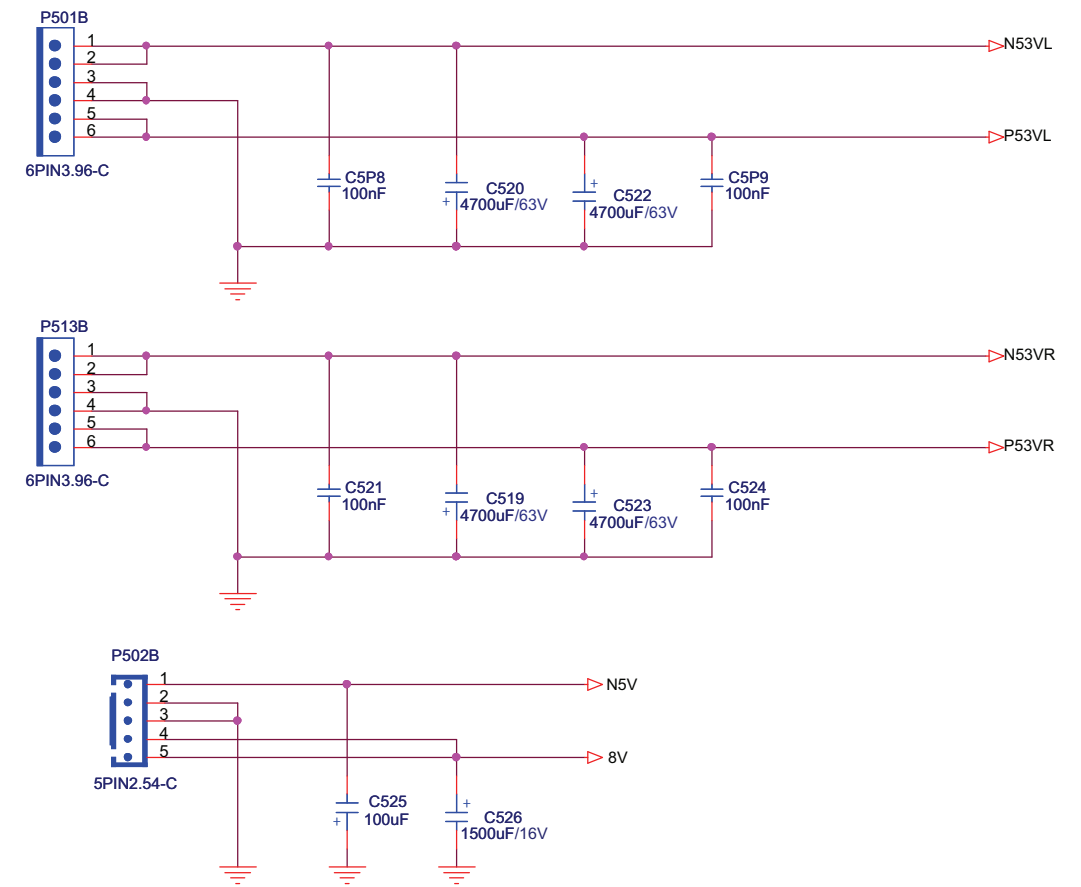 P501B
1
2
3
4
5
6
6PIN3.96-C
N53VL
P53VL
C5P8
100nF
C520
+
4700uF/63V
+
C522
4700uF/63V
C5P9
100nF
P513B
1
2
3
4
5
6
6PIN3.96-C
N53VR
P53VR
C521
100nF
C519
+
4700uF/63V
+
C523
4700uF/63V
C524
100nF
P502B
1
2
3
4
5
5PIN2.54-C
N5V
8V
C525
+
100uF
+
C526
1500uF/16V